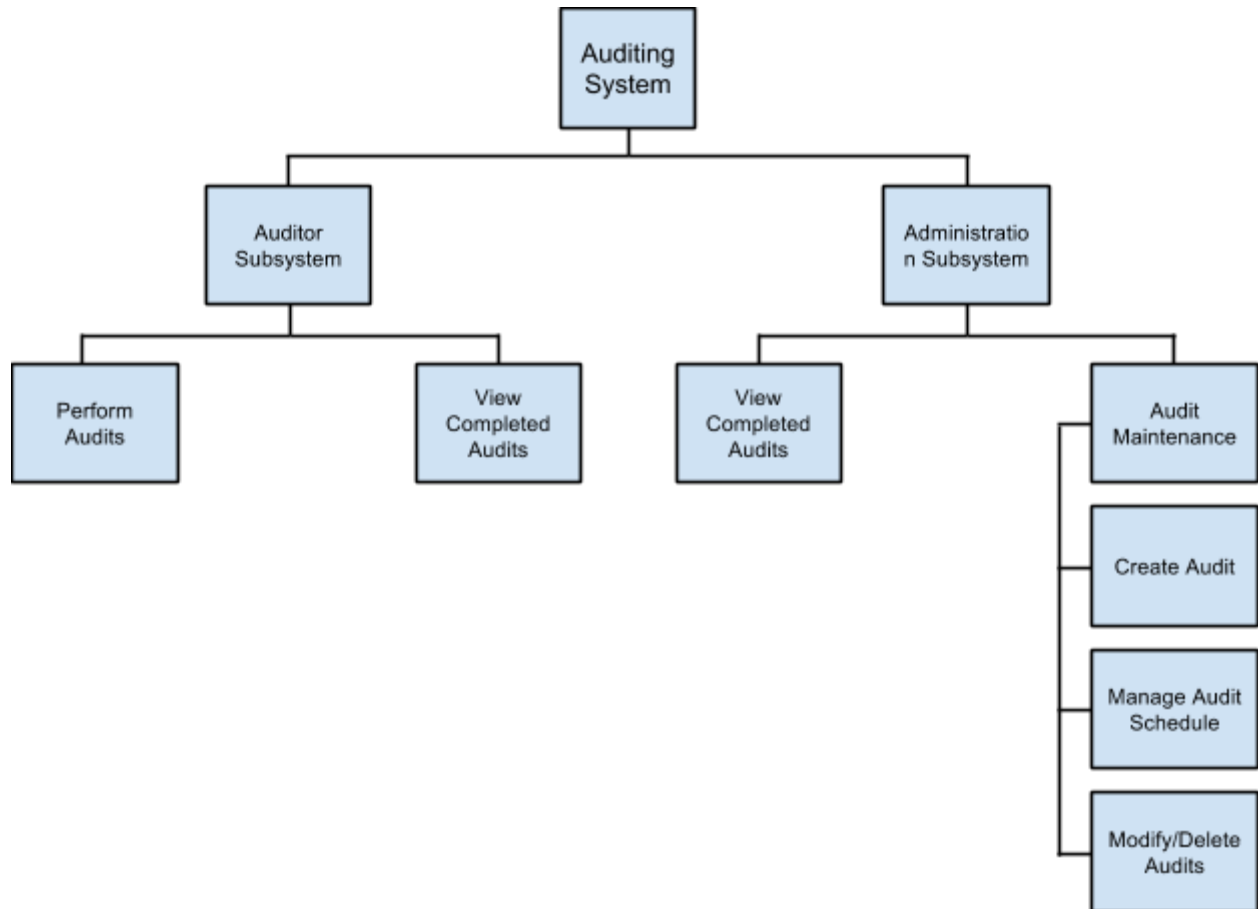 Auditing
System
Auditor
Subsystem
Administratio
n Subsystem
Perform
Audits
View
Completed
Audits
View
Completed
Audits
Audit
Maintenance
Create Audit
Manage Audit
Schedule
Modify/Delete
Audits